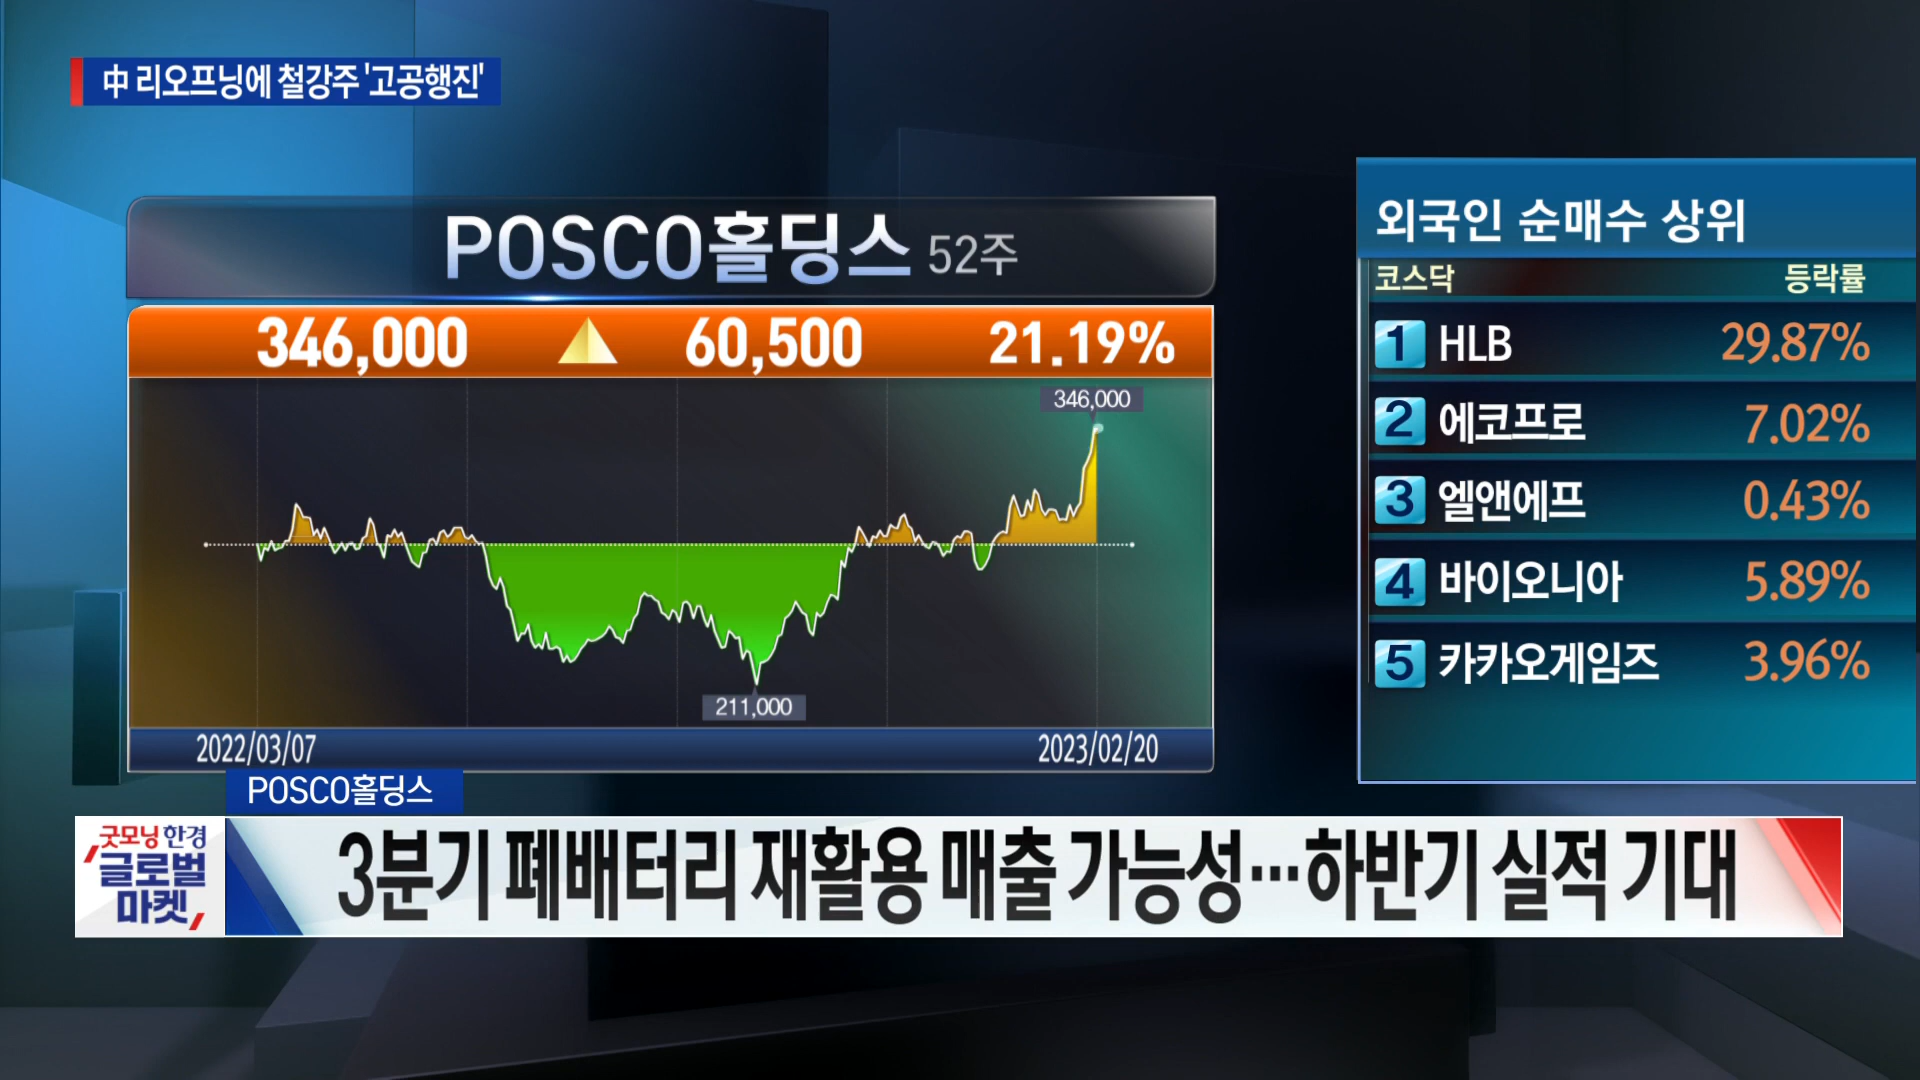 中 리오프닝에 철강주 '고공행진'
POSCO홀딩스 52주
346,000 ▲ 60,500 21.19%
346,000
211,000
2022/03/07 2023/02/20
외국인 순매수 상위
코스닥 등락률
1 HLB 29.87%
2 에코프로 7.02%
3 엘앤에프 0.43%
4 바이오니아 5.89%
5 카카오게임즈 3.96%
POSCO홀딩스
굿모닝 한경
글로벌
마켓
3분기 폐배터리 재활용 매출 가능성…하반기 실적 기대